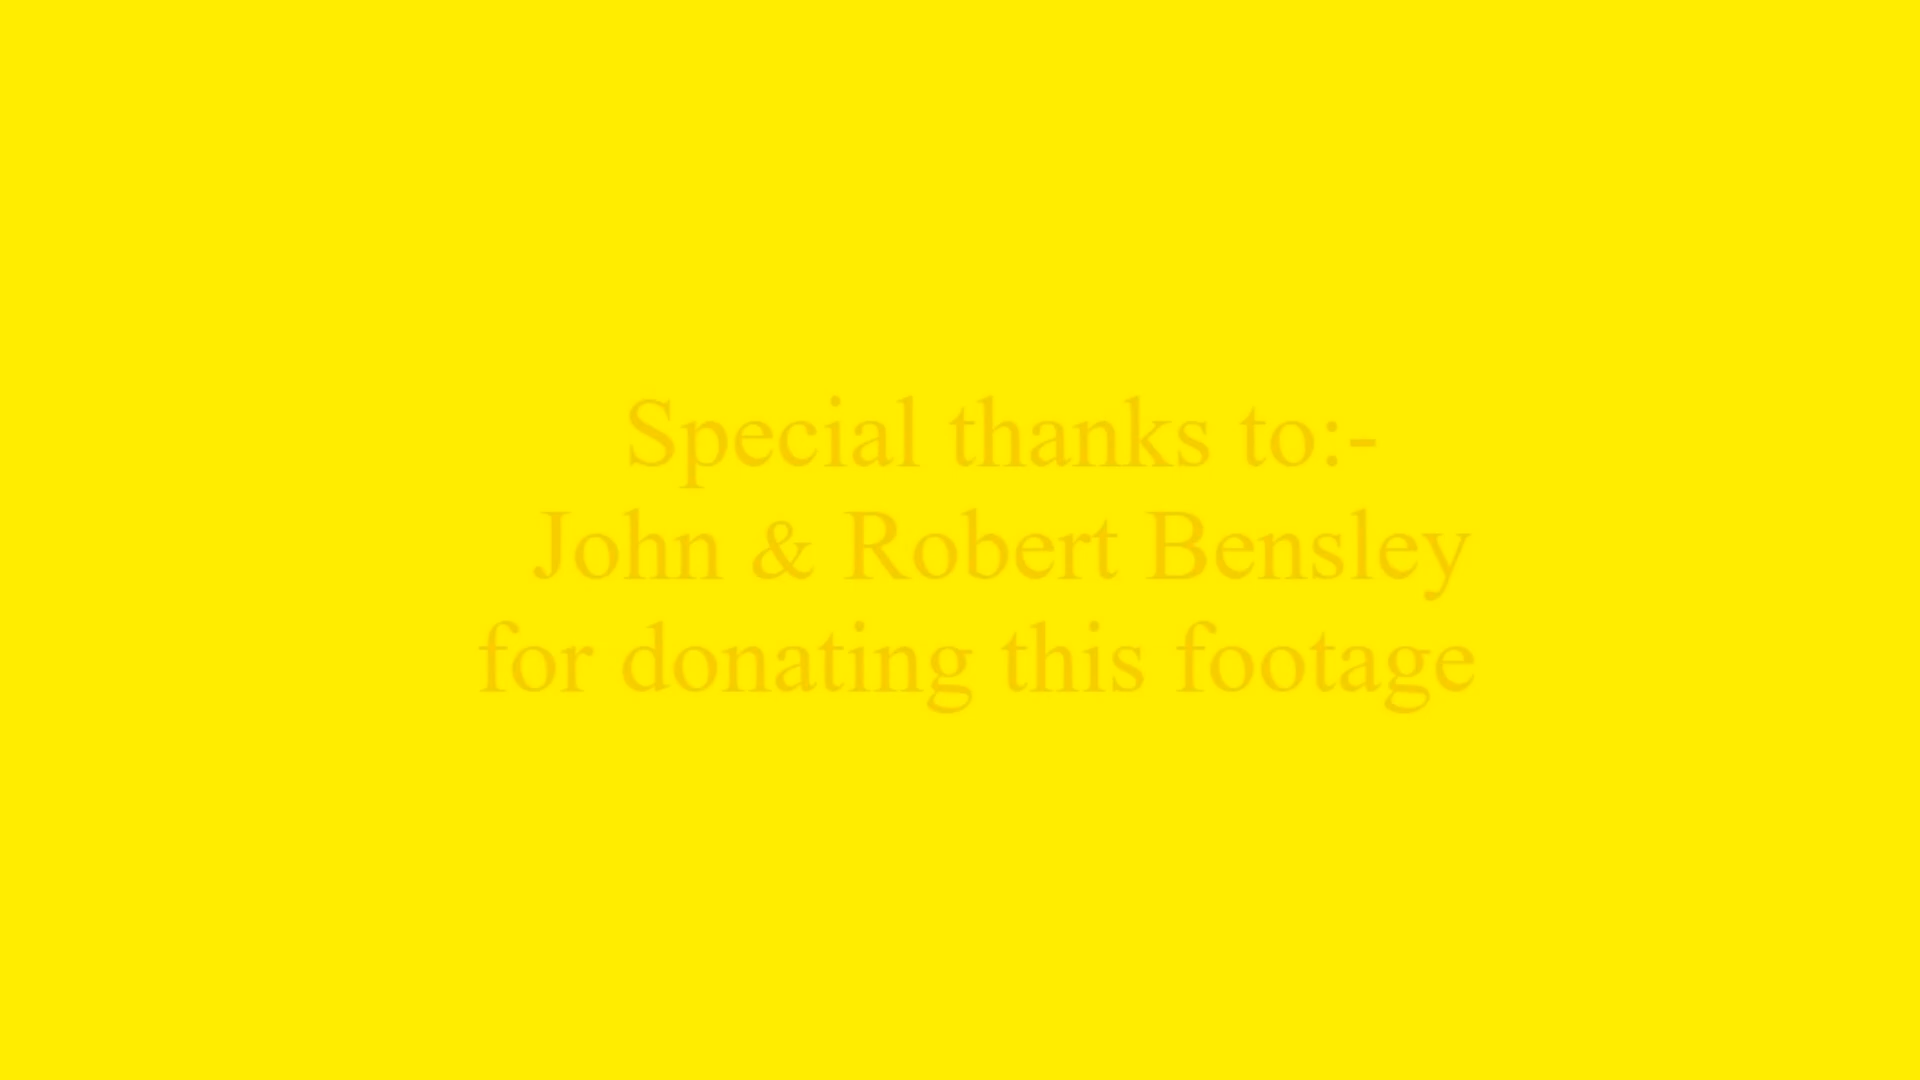 Special thanks to:-
John & Robert Bensley
for donating this footage